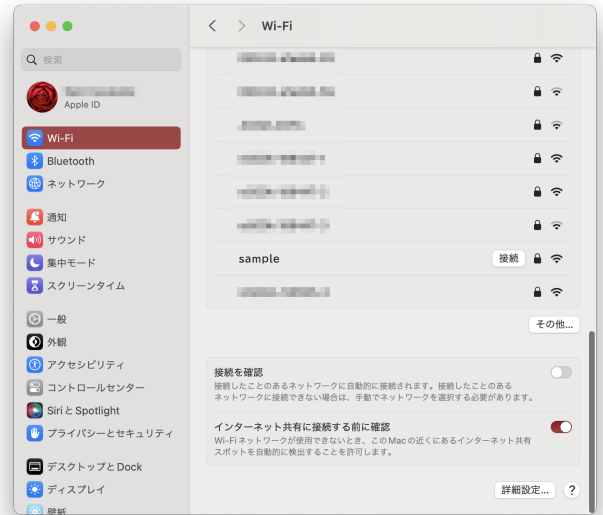 Wi-Fi
検索
Apple ID
Wi-Fi
Bluetooth
ネットワーク
通知
サウンド
集中モード
スクリーンタイム
一般
外観
アクセシビリティ
コントロールセンター
Siri と Spotlight
プライバシーとセキュリティ
デスクトップと Dock
ディスプレイ
壁紙
sample
接続
その他...
接続を確認
接続したことのあるネットワークに自動的に接続されます。接続したことのある
ネットワークに接続できない場合は、手動でネットワークを選択する必要があります。
インターネット共有に接続する前に確認
Wi-Fi ネットワークが使用できないとき、この Mac の近くにあるインターネット共有
スポットを自動的に検出することを許可します。
詳細設定...
?